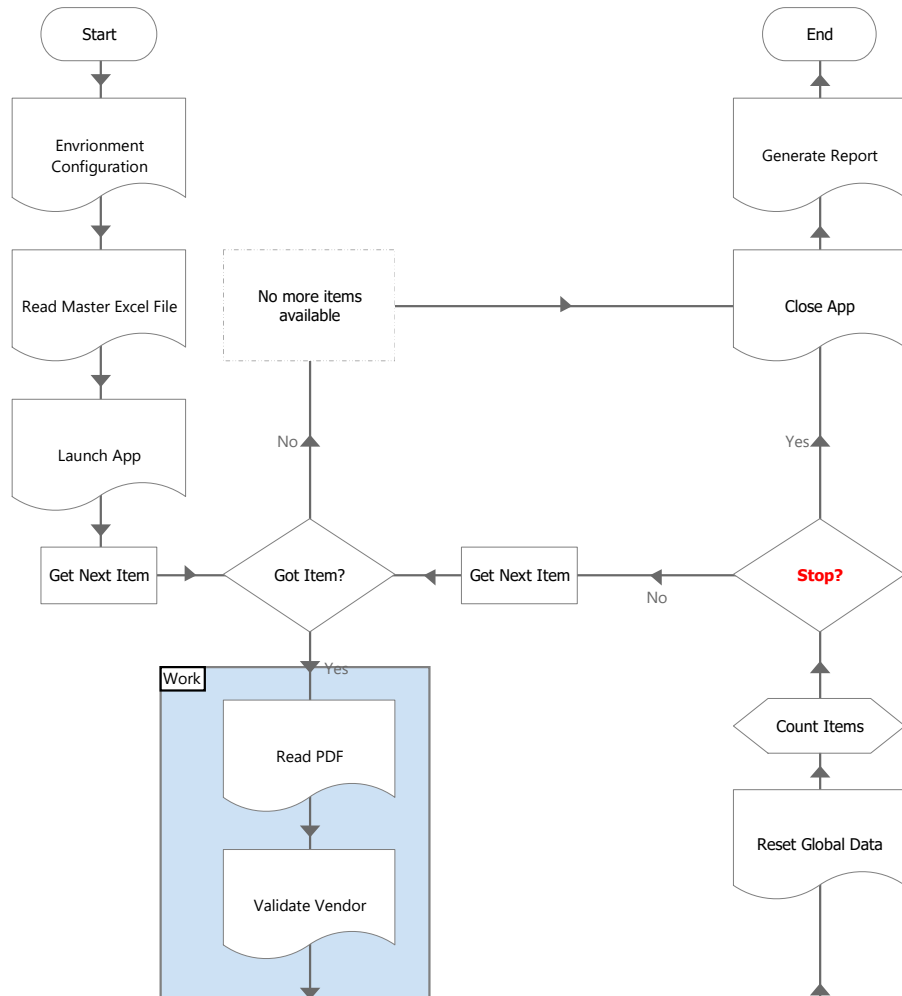 Start
End
Envrionment
Configuration
Generate Report
Read Master Excel File
No more items
available
Close App
Launch App
No
Yes
Get Next Item
Got Item?
Get Next Item
Stop?
No
Yes
Work
Count Items
Read PDF
Reset Global Data
Validate Vendor